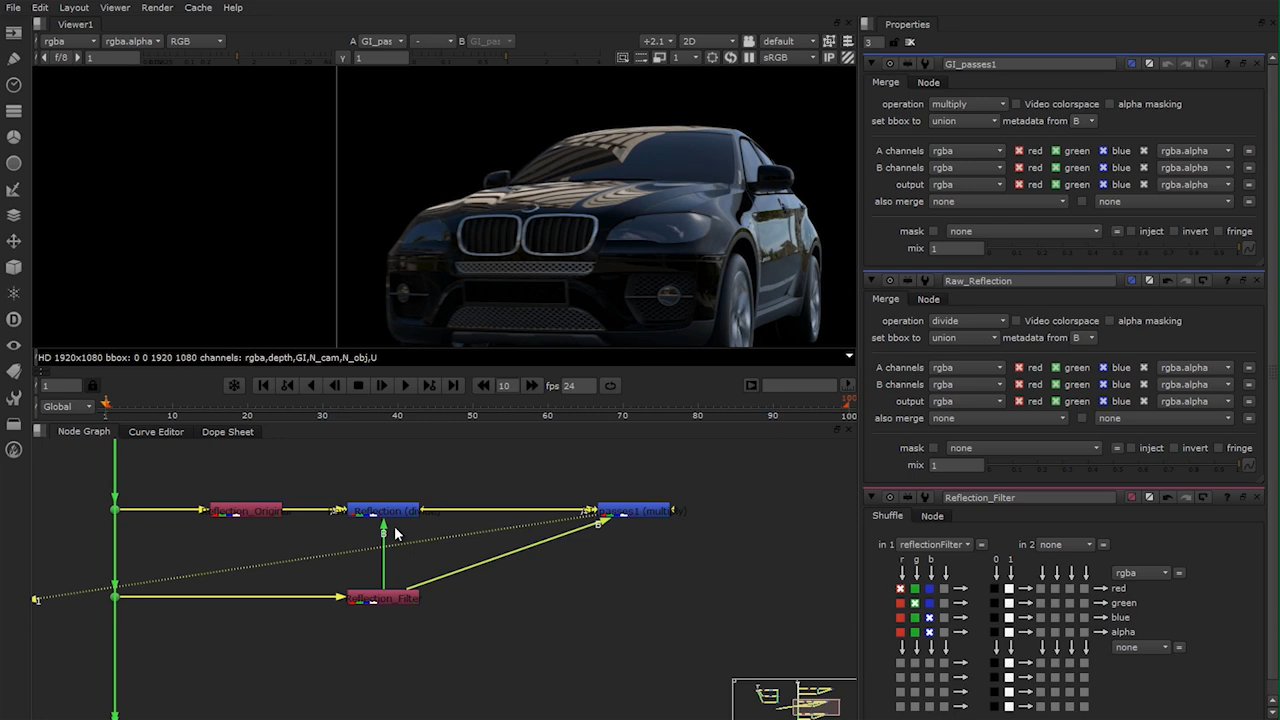 File Edit Layout Viewer Render Cache Help
Viewer1
rgba rgba.alpha RGB A GI_pas - B GI_pas ÷2.1 2D default
f/8 1 Y 1 1 sRGB IP
HD 1920x1080 bbox: 0 0 1920 1080 channels: rgba,depth,GI,N_cam,N_obj,U
1 10 fps 24
Global 1 10 20 30 40 50 60 70 80 90 100 100
Node Graph Curve Editor Dope Sheet
B
1
Properties
3
GI_passes1
Merge Node
operation multiply Video colorspace alpha masking
set bbox to union metadata from B
A channels rgba red green blue rgba.alpha =
B channels rgba red green blue rgba.alpha =
output rgba red green blue rgba.alpha =
also merge none none =
mask none = inject invert fringe
mix 1
Raw_Reflection
Merge Node
operation divide Video colorspace alpha masking
set bbox to union metadata from B
A channels rgba red green blue rgba.alpha =
B channels rgba red green blue rgba.alpha =
output rgba red green blue rgba.alpha =
also merge none none =
mask none = inject invert fringe
mix 1
Reflection_Filter
Shuffle Node
in 1 reflectionFilter = in 2 none =
r g b 0 1
rgba =
red
green
blue
alpha
none =